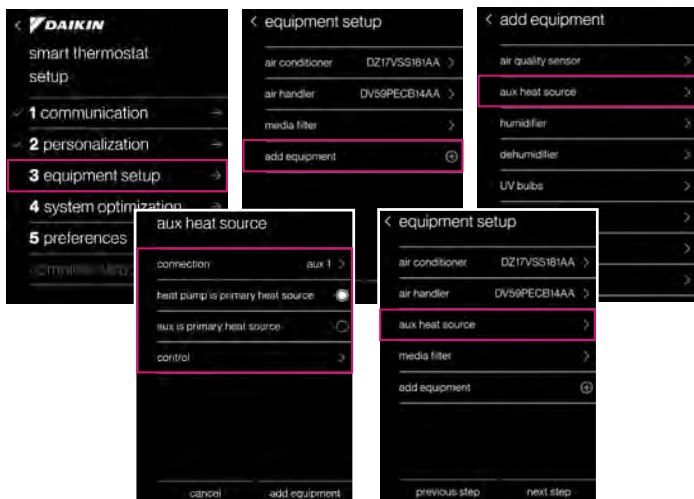 DAIKIN
smart thermostat
setup
1 communication
2 personalization
3 equipment setup
4 system optimization
5 preferences
equipment setup
air conditioner DZ17VSS181AA
air handler DV59PECB14AA
media filter
add equipment
add equipment
air quality sensor
aux heat source
humidifier
dehumidifier
UV bulbs
aux heat source
connection aux 1
heat pump is primary heat source
aux is primary heat source
control
cancel add equipment
equipment setup
air conditioner DZ17VSS181AA
air handler DV59PECB14AA
aux heat source
media filter
add equipment
previous step next step